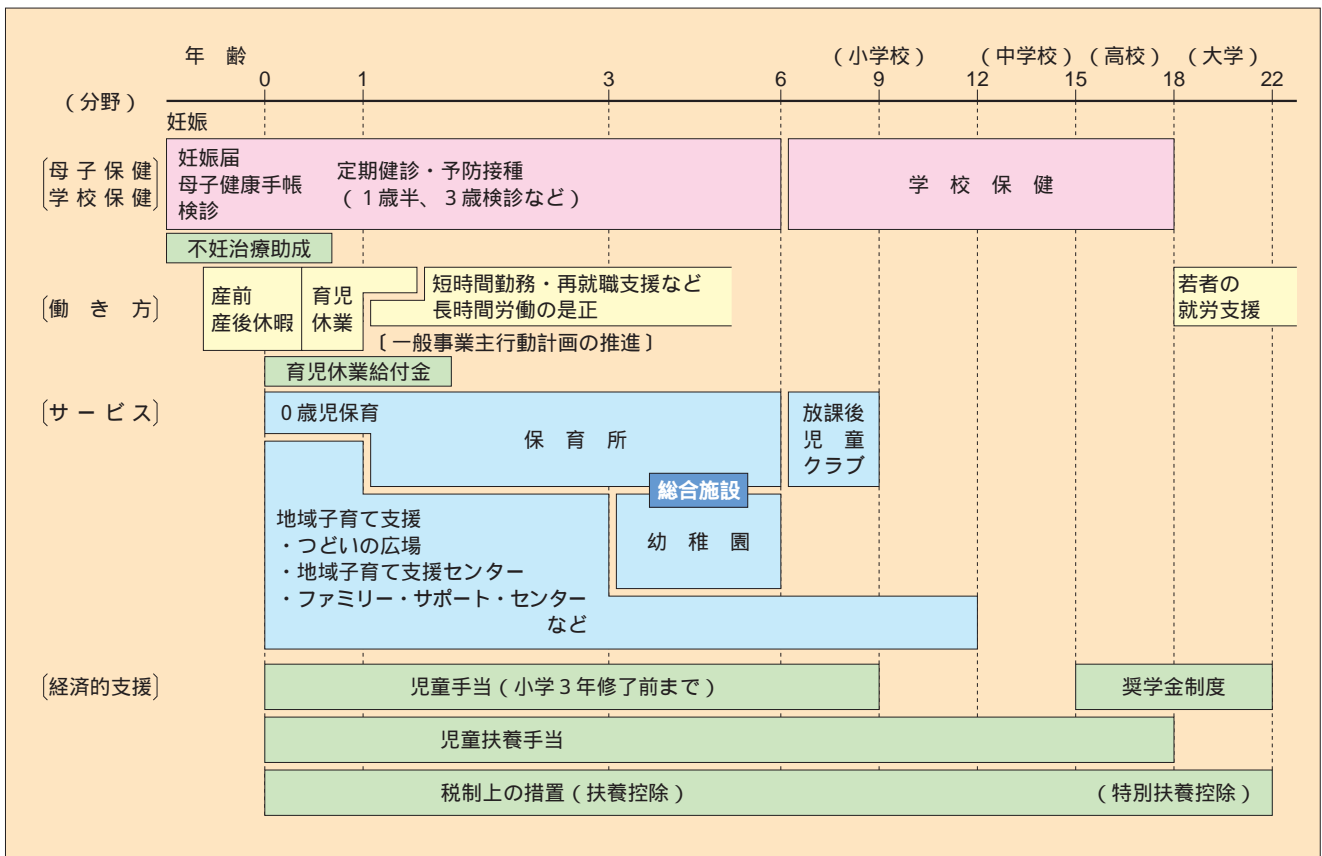 年齢
(小学校) (中学校) (高校) (大学)
0 1 3 6 9 12 15 18 22
(分野)
妊娠
〔母子保健
学校保健〕
妊娠届
母子健康手帳
検診
定期健診・予防接種
(1歳半、3歳検診など)
学校保健
不妊治療助成
〔働き方〕
産前
産後休暇
育児
休業
短時間勤務・再就職支援など
長時間労働の是正
若者の
就労支援
〔一般事業主行動計画の推進〕
育児休業給付金
〔サービス〕
0歳児保育
保育所
放課後
児童
クラブ
総合施設
幼稚園
地域子育て支援
・つどいの広場
・地域子育て支援センター
・ファミリー・サポート・センター
など
〔経済的支援〕
児童手当(小学3年修了前まで)
奨学金制度
児童扶養手当
税制上の措置(扶養控除)
(特別扶養控除)